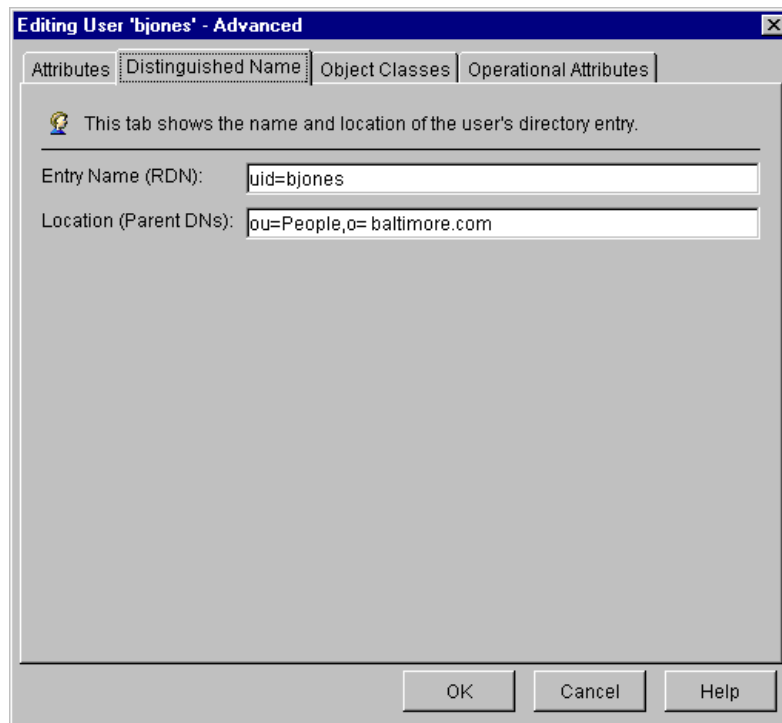 Editing User 'bjones' - Advanced
Attributes Distinguished Name Object Classes Operational Attributes
This tab shows the name and location of the user's directory entry.
Entry Name (RDN): uid=bjones
Location (Parent DNs): ou=People,o= baltimore.com
OK Cancel Help